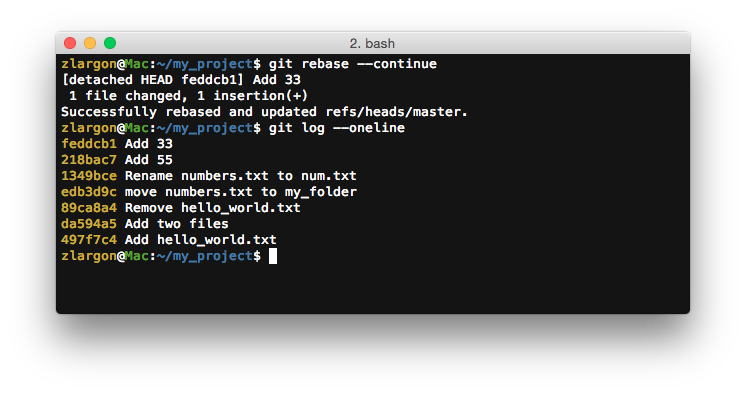 2. bash
zlargon@Mac:~/my_project$ git rebase --continue
[detached HEAD feddcb1] Add 33
 1 file changed, 1 insertion(+)
Successfully rebased and updated refs/heads/master.
zlargon@Mac:~/my_project$ git log --oneline
feddcb1 Add 33
218bac7 Add 55
1349bce Rename numbers.txt to num.txt
edb3d9c move numbers.txt to my_folder
89ca8a4 Remove hello_world.txt
da594a5 Add two files
497f7c4 Add hello_world.txt
zlargon@Mac:~/my_project$